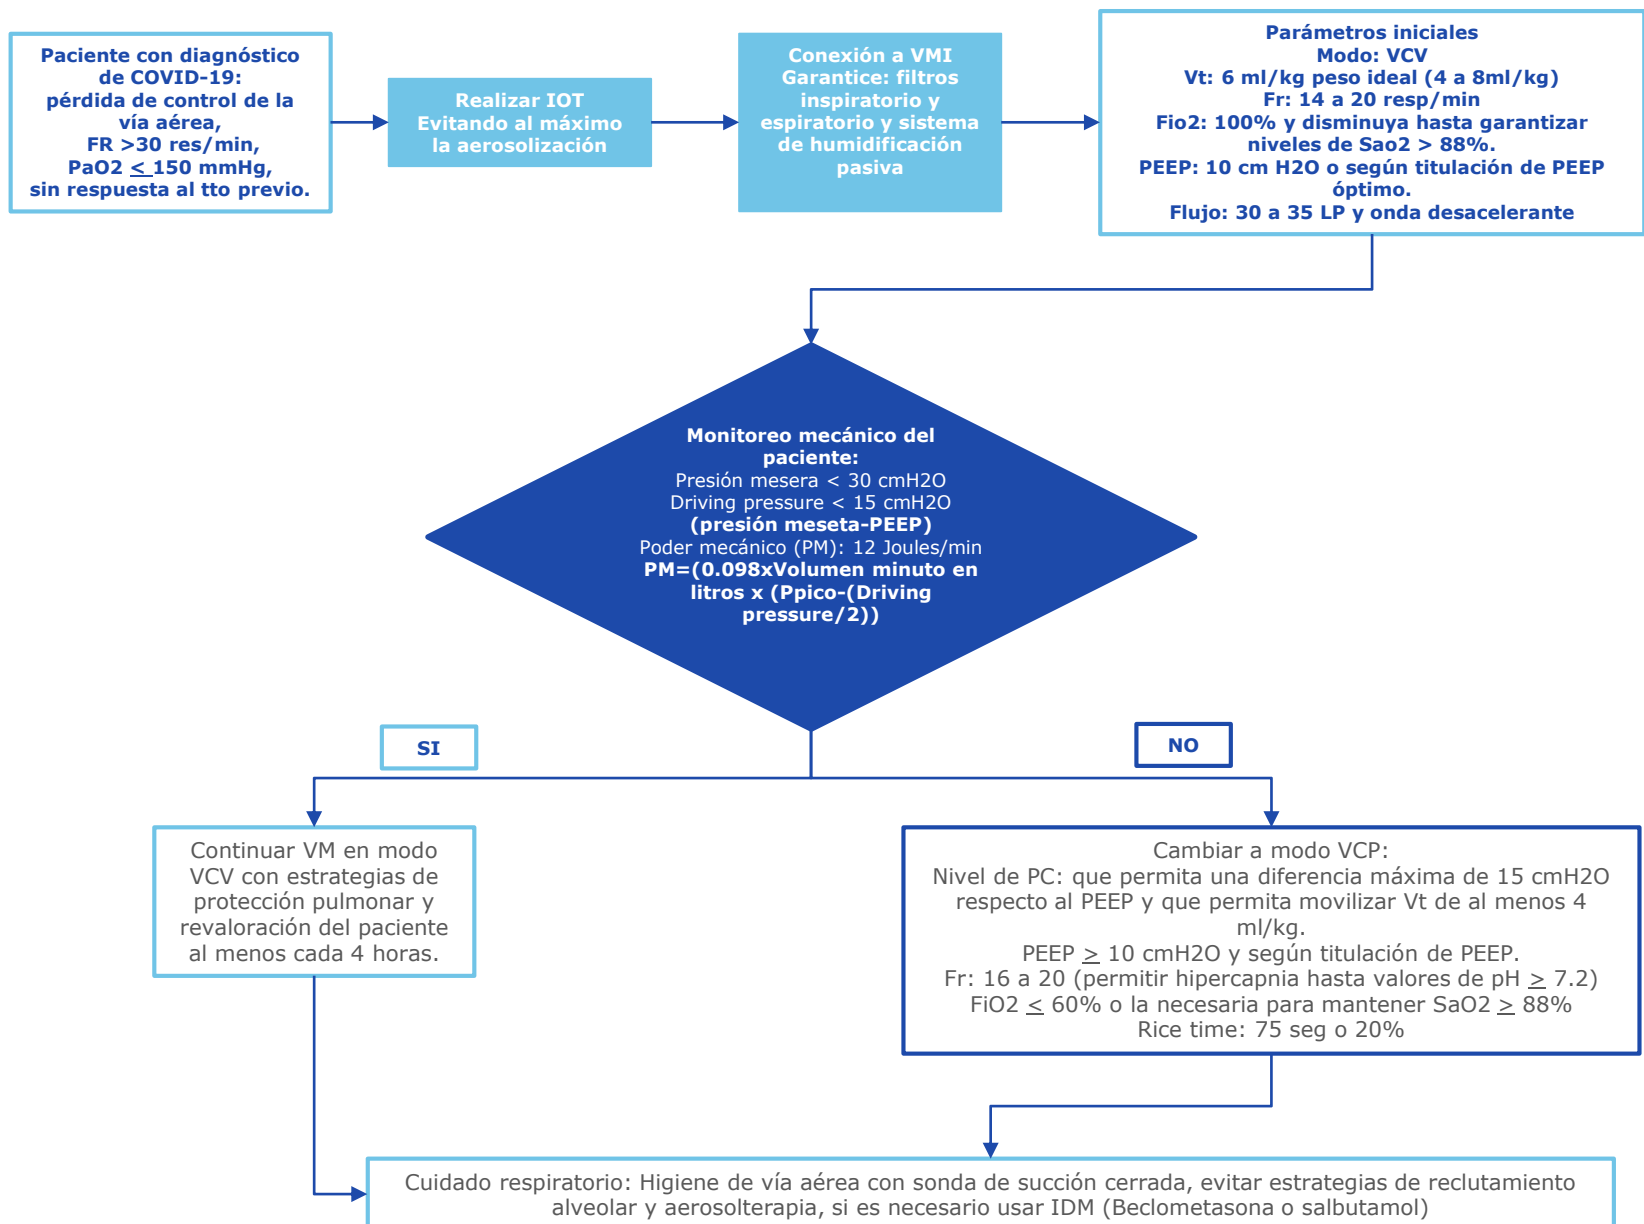 Paciente con diagnóstico
de COVID-19:
pérdida de control de la
vía aérea,
FR >30 res/min,
PaO2 < 150 mmHg,
sin respuesta al tto previo.
Realizar IOT
Evitando al máximo
la aerosolización
Conexión a VMI
Garantice: filtros
inspiratorio y
espiratorio y sistema
de humidificación
pasiva
Parámetros iniciales
Modo: VCV
Vt: 6 ml/kg peso ideal (4 a 8ml/kg)
Fr: 14 a 20 resp/min
Fio2: 100% y disminuya hasta garantizar
niveles de Sao2 > 88%.
PEEP: 10 cm H2O o según titulación de PEEP
óptimo.
Flujo: 30 a 35 LP y onda desacelerante
Monitoreo mecánico del
paciente:
Presión mesera < 30 cmH2O
Driving pressure < 15 cmH2O
(presión meseta-PEEP)
Poder mecánico (PM): 12 Joules/min
PM=(0.098xVolumen minuto en
litros x (Ppico-(Driving
pressure/2))
SI
NO
Continuar VM en modo
VCV con estrategias de
protección pulmonar y
revaloración del paciente
al menos cada 4 horas.
Cambiar a modo VCP:
Nivel de PC: que permita una diferencia máxima de 15 cmH2O
respecto al PEEP y que permita movilizar Vt de al menos 4
ml/kg.
PEEP > 10 cmH2O y según titulación de PEEP.
Fr: 16 a 20 (permitir hipercapnia hasta valores de pH > 7.2)
FiO2 < 60% o la necesaria para mantener SaO2 > 88%
Rice time: 75 seg o 20%
Cuidado respiratorio: Higiene de vía aérea con sonda de succión cerrada, evitar estrategias de reclutamiento
alveolar y aerosolterapia, si es necesario usar IDM (Beclometasona o salbutamol)